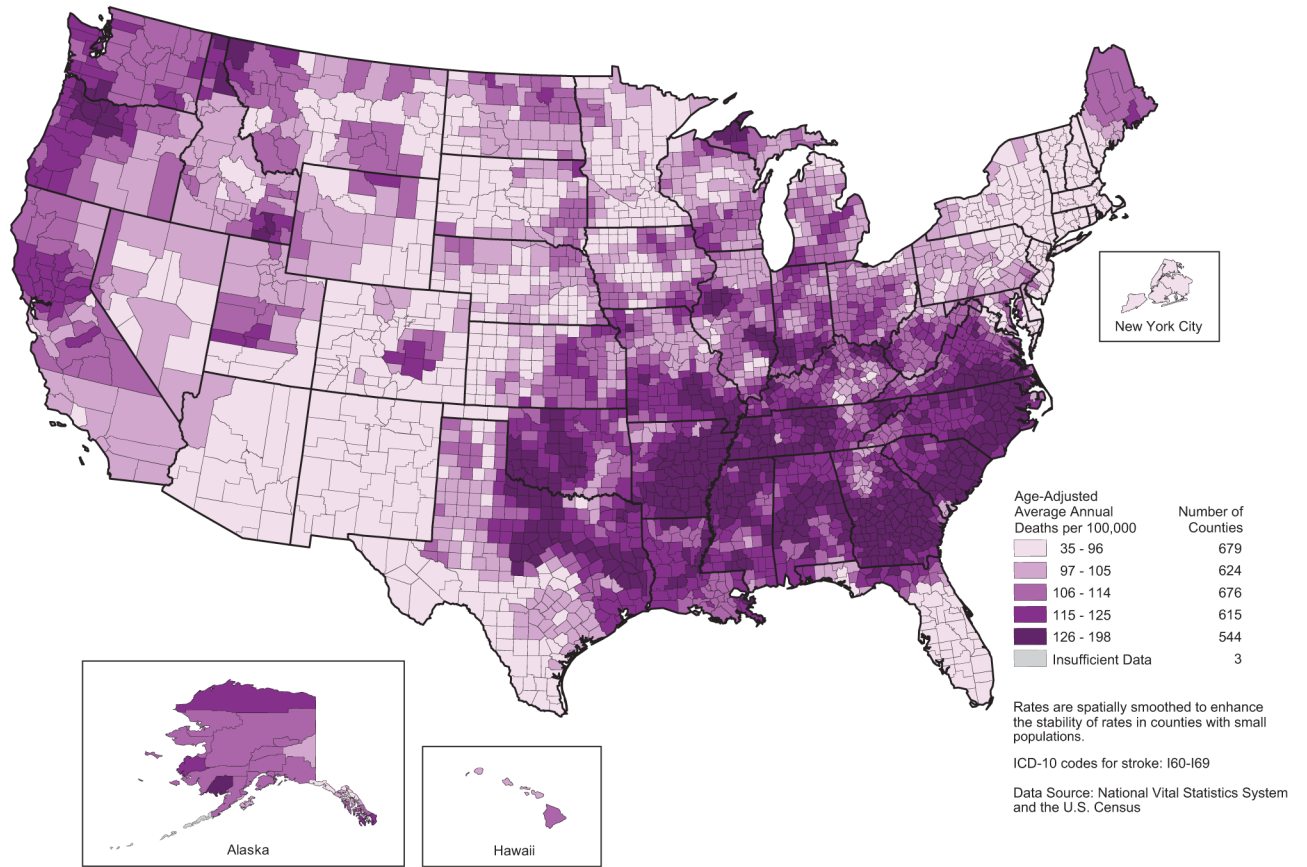 New York City
Age-Adjusted
Average Annual
Deaths per 100,000
Number of
Counties
35 - 96 679
97 - 105 624
106 - 114 676
115 - 125 615
126 - 198 544
Insufficient Data 3
Rates are spatially smoothed to enhance
the stability of rates in counties with small
populations.
ICD-10 codes for stroke: I60-I69
Data Source: National Vital Statistics System
and the U.S. Census
Alaska
Hawaii